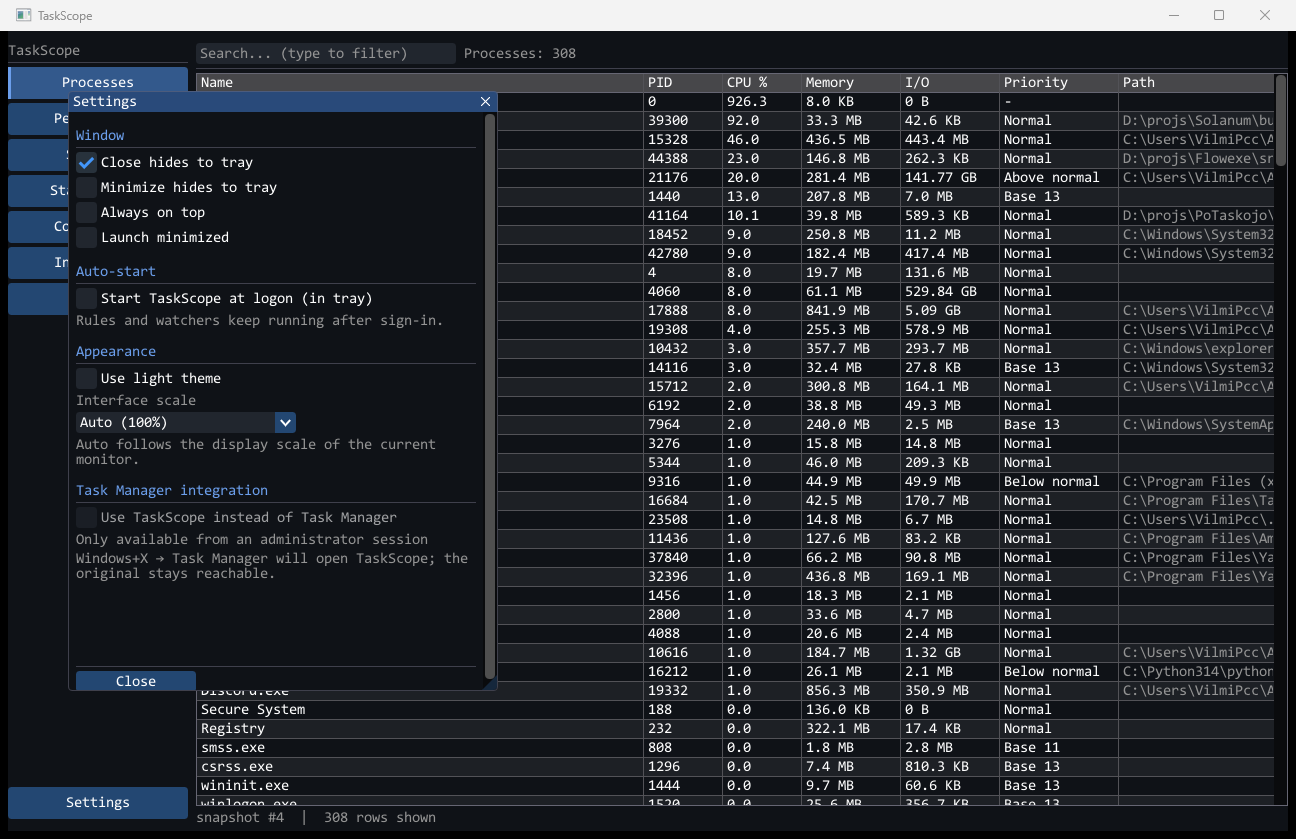 TaskScope
TaskScope
Search... (type to filter) Processes: 308
Processes
Name PID CPU % Memory I/O Priority Path
Settings
Window
Close hides to tray
Minimize hides to tray
Always on top
Launch minimized
Auto-start
Start TaskScope at logon (in tray)
Rules and watchers keep running after sign-in.
Appearance
Use light theme
Interface scale
Auto (100%)
Auto follows the display scale of the current
monitor.
Task Manager integration
Use TaskScope instead of Task Manager
Only available from an administrator session
Windows+X → Task Manager will open TaskScope; the
original stays reachable.
Close
0 926.3 8.0 KB 0 B -
39300 92.0 33.3 MB 42.6 KB Normal D:\projs\Solanum\bu
15328 46.0 436.5 MB 443.4 MB Normal C:\Users\VilmiPcc\A
44388 23.0 146.8 MB 262.3 KB Normal D:\projs\Flowexe\sr
21176 20.0 281.4 MB 141.77 GB Above normal C:\Users\VilmiPcc\A
1440 13.0 207.8 MB 7.0 MB Base 13
41164 10.1 39.8 MB 589.3 KB Normal D:\projs\PoTaskojo\
18452 9.0 250.8 MB 11.2 MB Normal C:\Windows\System32
42780 9.0 182.4 MB 417.4 MB Normal C:\Windows\System32
4 8.0 19.7 MB 131.6 MB Normal
4060 8.0 61.1 MB 529.84 GB Normal
17888 8.0 841.9 MB 5.09 GB Normal C:\Users\VilmiPcc\A
19308 4.0 255.3 MB 578.9 MB Normal C:\Users\VilmiPcc\A
10432 3.0 357.7 MB 293.7 MB Normal C:\Windows\explorer
14116 3.0 32.4 MB 27.8 KB Base 13 C:\Windows\System32
15712 2.0 300.8 MB 164.1 MB Normal C:\Users\VilmiPcc\A
6192 2.0 38.8 MB 49.3 MB Normal
7964 2.0 240.0 MB 2.5 MB Base 13 C:\Windows\SystemAp
3276 1.0 15.8 MB 14.8 MB Normal
5344 1.0 46.0 MB 209.3 KB Normal
9316 1.0 44.9 MB 49.9 MB Below normal C:\Program Files (x
16684 1.0 42.5 MB 170.7 MB Normal C:\Program Files\Ta
23508 1.0 14.8 MB 6.7 MB Normal C:\Users\VilmiPcc\.
11436 1.0 127.6 MB 83.2 KB Normal C:\Program Files\Am
37840 1.0 66.2 MB 90.8 MB Normal C:\Program Files\Ya
32396 1.0 436.8 MB 169.1 MB Normal C:\Program Files\Ya
1456 1.0 18.3 MB 2.1 MB Normal
2800 1.0 33.6 MB 4.7 MB Normal
4088 1.0 20.6 MB 2.4 MB Normal
10616 1.0 184.7 MB 1.32 GB Normal C:\Users\VilmiPcc\A
16212 1.0 26.1 MB 2.1 MB Below normal C:\Python314\python
Discord.exe 19332 1.0 856.3 MB 350.9 MB Normal C:\Users\VilmiPcc\A
Secure System 188 0.0 136.0 KB 0 B Normal
Registry 232 0.0 322.1 MB 17.4 KB Normal
smss.exe 808 0.0 1.8 MB 2.8 MB Base 11
csrss.exe 1296 0.0 7.4 MB 810.3 KB Base 13
wininit.exe 1444 0.0 9.7 MB 60.6 KB Base 13
winlogon.exe 1520 0.0 25.6 MB 356.7 KB Base 13
Settings
snapshot #4 | 308 rows shown